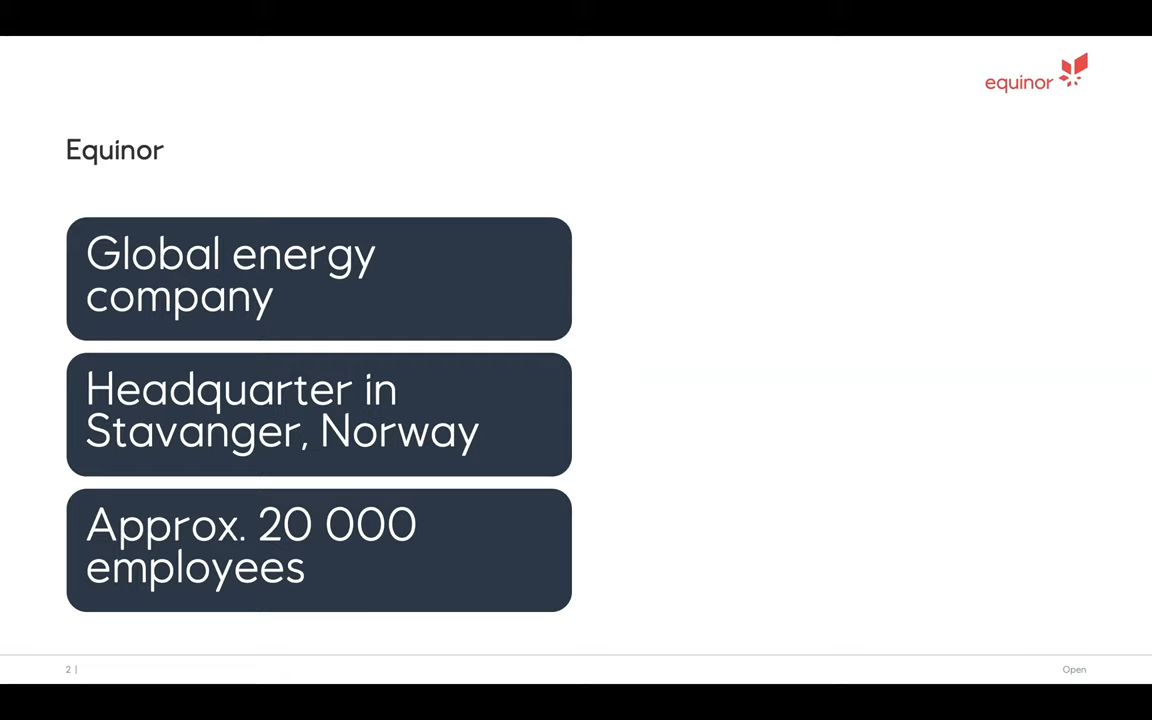 equinor
Equinor
Global energy
company
Headquarter in
Stavanger, Norway
Approx. 20 000
employees
2 |
Open